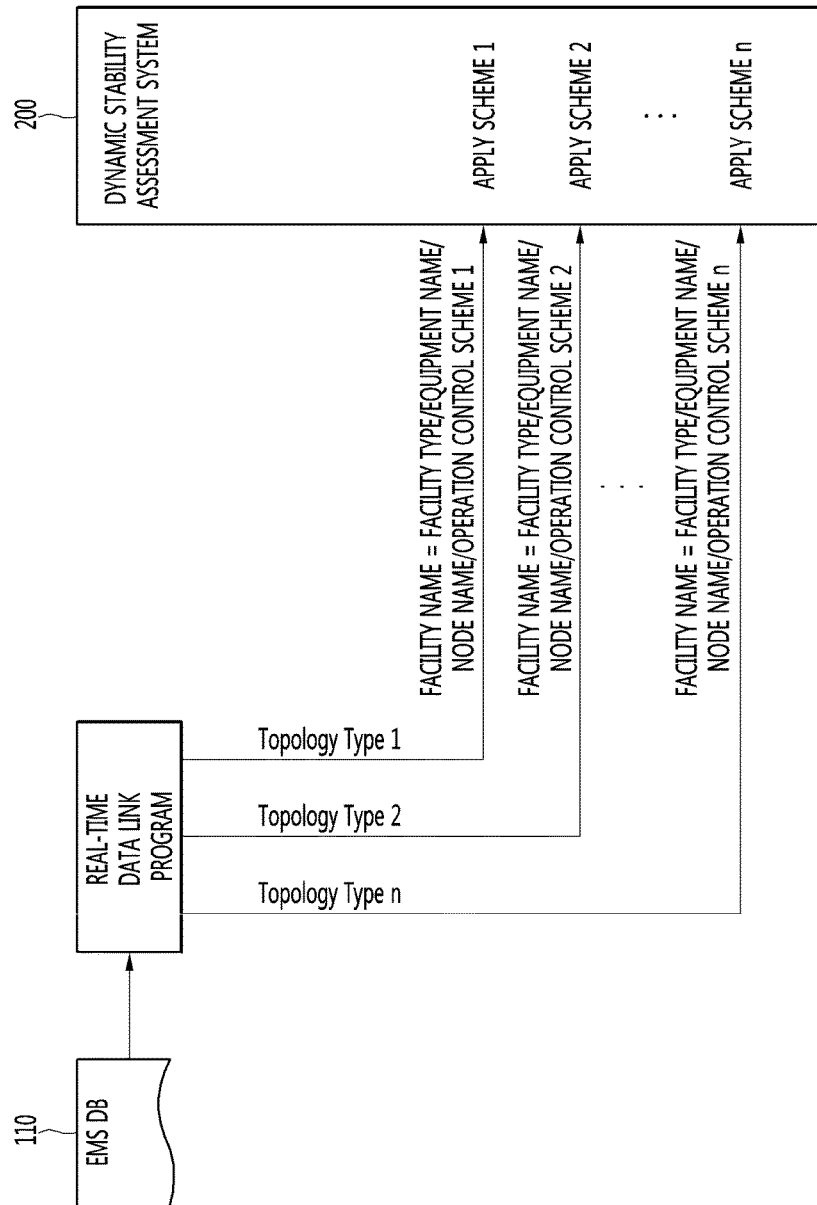 110
EMS DB
REAL-TIME
DATA LINK
PROGRAM
Topology Type 1
Topology Type 2
Topology Type n
FACILITY NAME = FACILITY TYPE/EQUIPMENT NAME/
NODE NAME/OPERATION CONTROL SCHEME 1
FACILITY NAME = FACILITY TYPE/EQUIPMENT NAME/
NODE NAME/OPERATION CONTROL SCHEME 2
. . .
FACILITY NAME = FACILITY TYPE/EQUIPMENT NAME/
NODE NAME/OPERATION CONTROL SCHEME n
200
DYNAMIC STABILITY
ASSESSMENT SYSTEM
APPLY SCHEME 1
APPLY SCHEME 2
...
APPLY SCHEME n